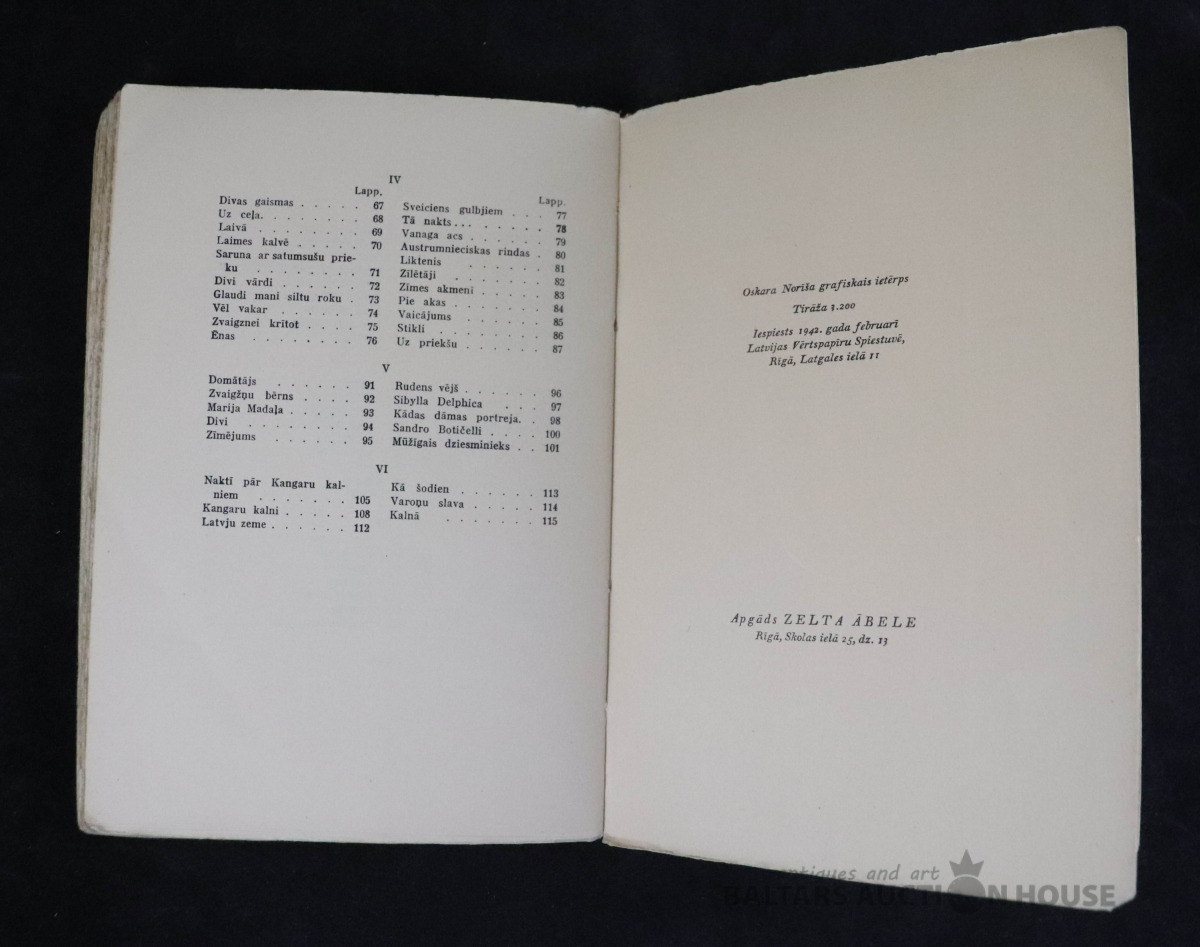 IV
Lapp.
Divas gaismas . . . . . 67
Uz ceļa. . . . . . . . 68
Laivā . . . . . . . . 69
Laimes kalvē . . . . . 70
Saruna ar satumsušu prie-
ku . . . . . . . . 71
Divi vārdi . . . . . . 72
Glaudi mani siltu roku . 73
Vēl vakar . . . . . . 74
Zvaigznei krītot . . . . 75
Ēnas . . . . . . . . 76
Lapp.
Sveiciens gulbjiem . . . 77
Tā nakts... . . . . . . 78
Vanaga acs . . . . . . 79
Austrumnieciskas rindas . 80
Liktenis . . . . . . . 81
Zīlētāji . . . . . . . 82
Zīmes akmenī . . . . . 83
Pie akas . . . . . . . 84
Vaicājums . . . . . . 85
Stikli . . . . . . . . 86
Uz priekšu . . . . . . 87
V
Domātājs . . . . . . 91
Zvaigžņu bērns . . . . 92
Marija Madaļa . . . . . 93
Divi . . . . . . . . 94
Zīmējums . . . . . . 95
Rudens vējš . . . . . . 96
Sibylla Delphica . . . 97
Kādas dāmas portreja. . 98
Sandro Botičelli . . . . 100
Mūžīgais dziesminieks . . 101
VI
Naktī pār Kangaru kal-
niem . . . . . . . 105
Kangaru kalni . . . . . 108
Latvju zeme . . . . . . 112
Kā šodien . . . . . . 113
Varoņu slava . . . . . 114
Kalnā . . . . . . . 115
Oskara Norīša grafiskais ietērps
Tirāža 3.200
Iespiests 1942. gada februarī
Latvijas Vērtspapīru Spiestuvē,
Rīgā, Latgales ielā 11
Apgāds ZELTA ĀBELE
Rīgā, Skolas ielā 25, dz. 13
antiques and art
BALTARS AUCTION HOUSE